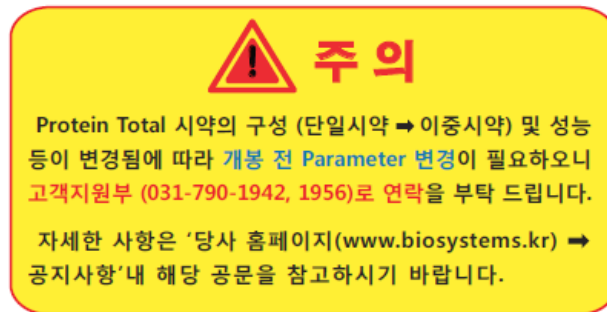 주 의
Protein Total 시약의 구성 (단일시약 ➡ 이중시약) 및 성능
등이 변경됨에 따라 개봉 전 Parameter 변경이 필요하오니
고객지원부 (031-790-1942, 1956)로 연락을 부탁 드립니다.
자세한 사항은 ‘당사 홈페이지(www.biosystems.kr) ➡
공지사항’내 해당 공문을 참고하시기 바랍니다.